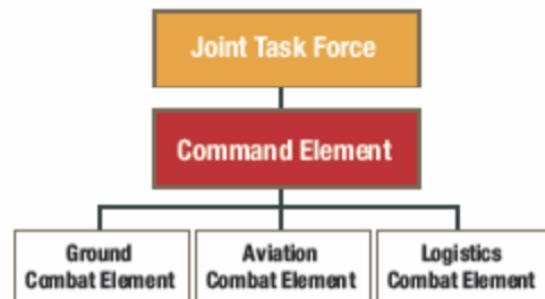 Joint Task Force
Command Element
Ground
Combat Element
Aviation
Combat Element
Logistics
Combat Element